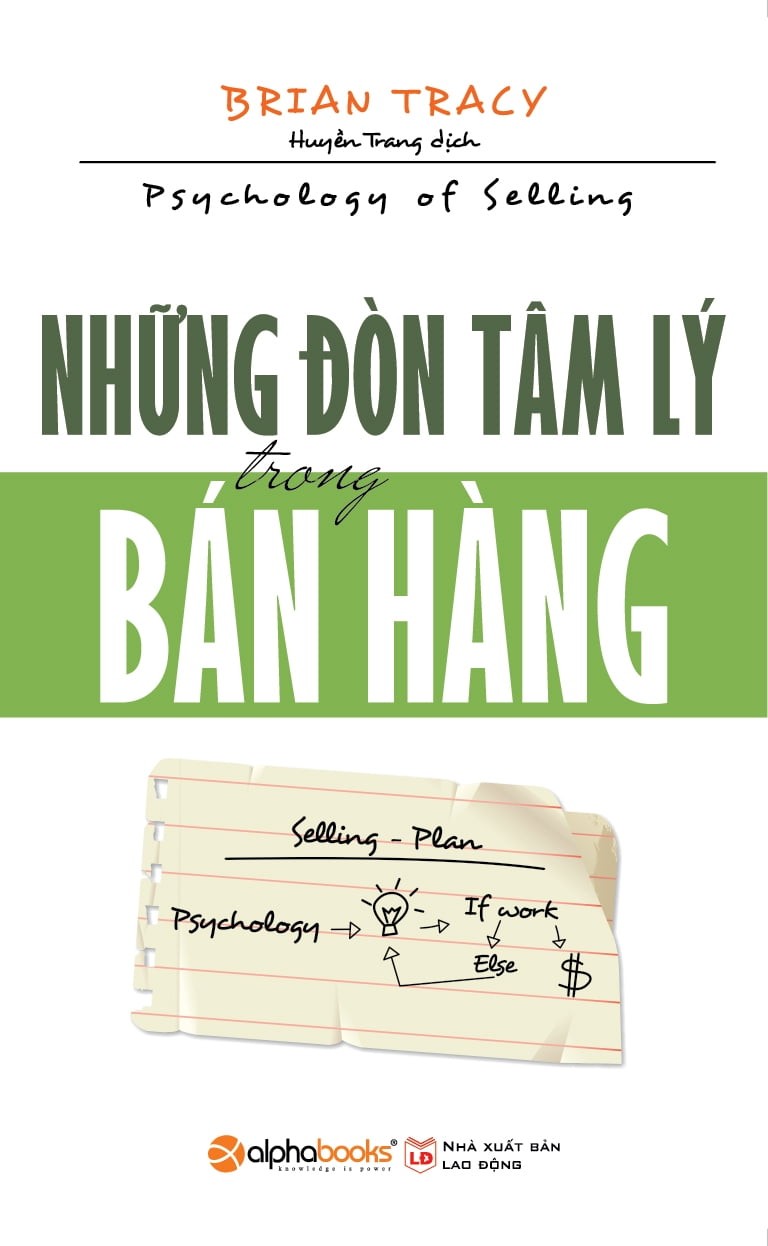 BRIAN TRACY
Huyền Trang dịch
Psychology of Selling
NHỮNG ĐÒN TÂM LÝ
trong
BÁN HÀNG
Selling - Plan
Psychology
If work
Else
$
alphabooks®
knowledge is power
LĐ
NHÀ XUẤT BẢN
LAO ĐỘNG